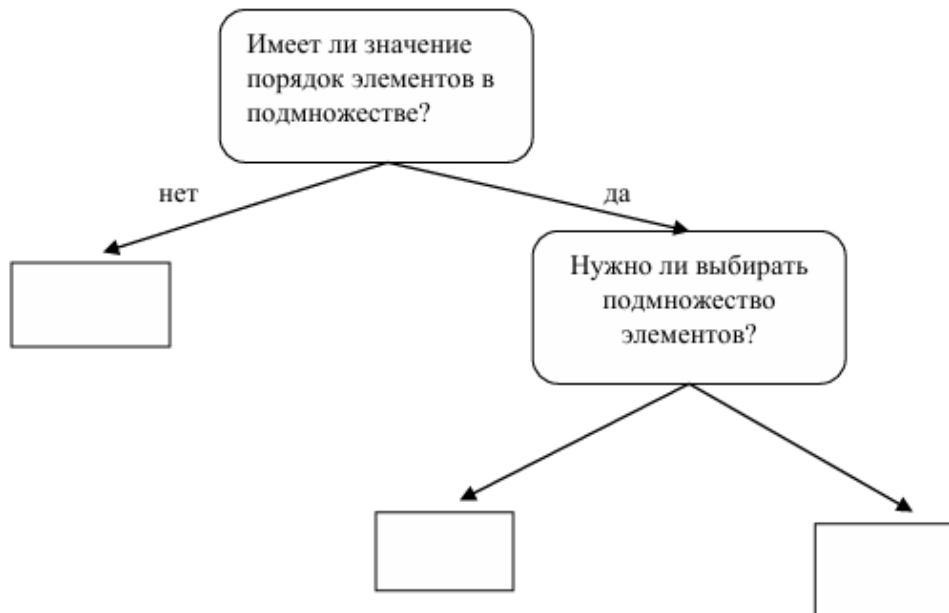 Имеет ли значение
порядок элементов в
подмножестве?
нет
да
Нужно ли выбирать
подмножество
элементов?